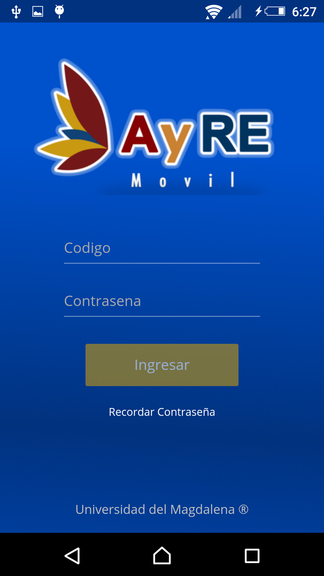 6:27
AyRE
Movil
Codigo
Contrasena
Ingresar
Recordar Contraseña
Universidad del Magdalena ®